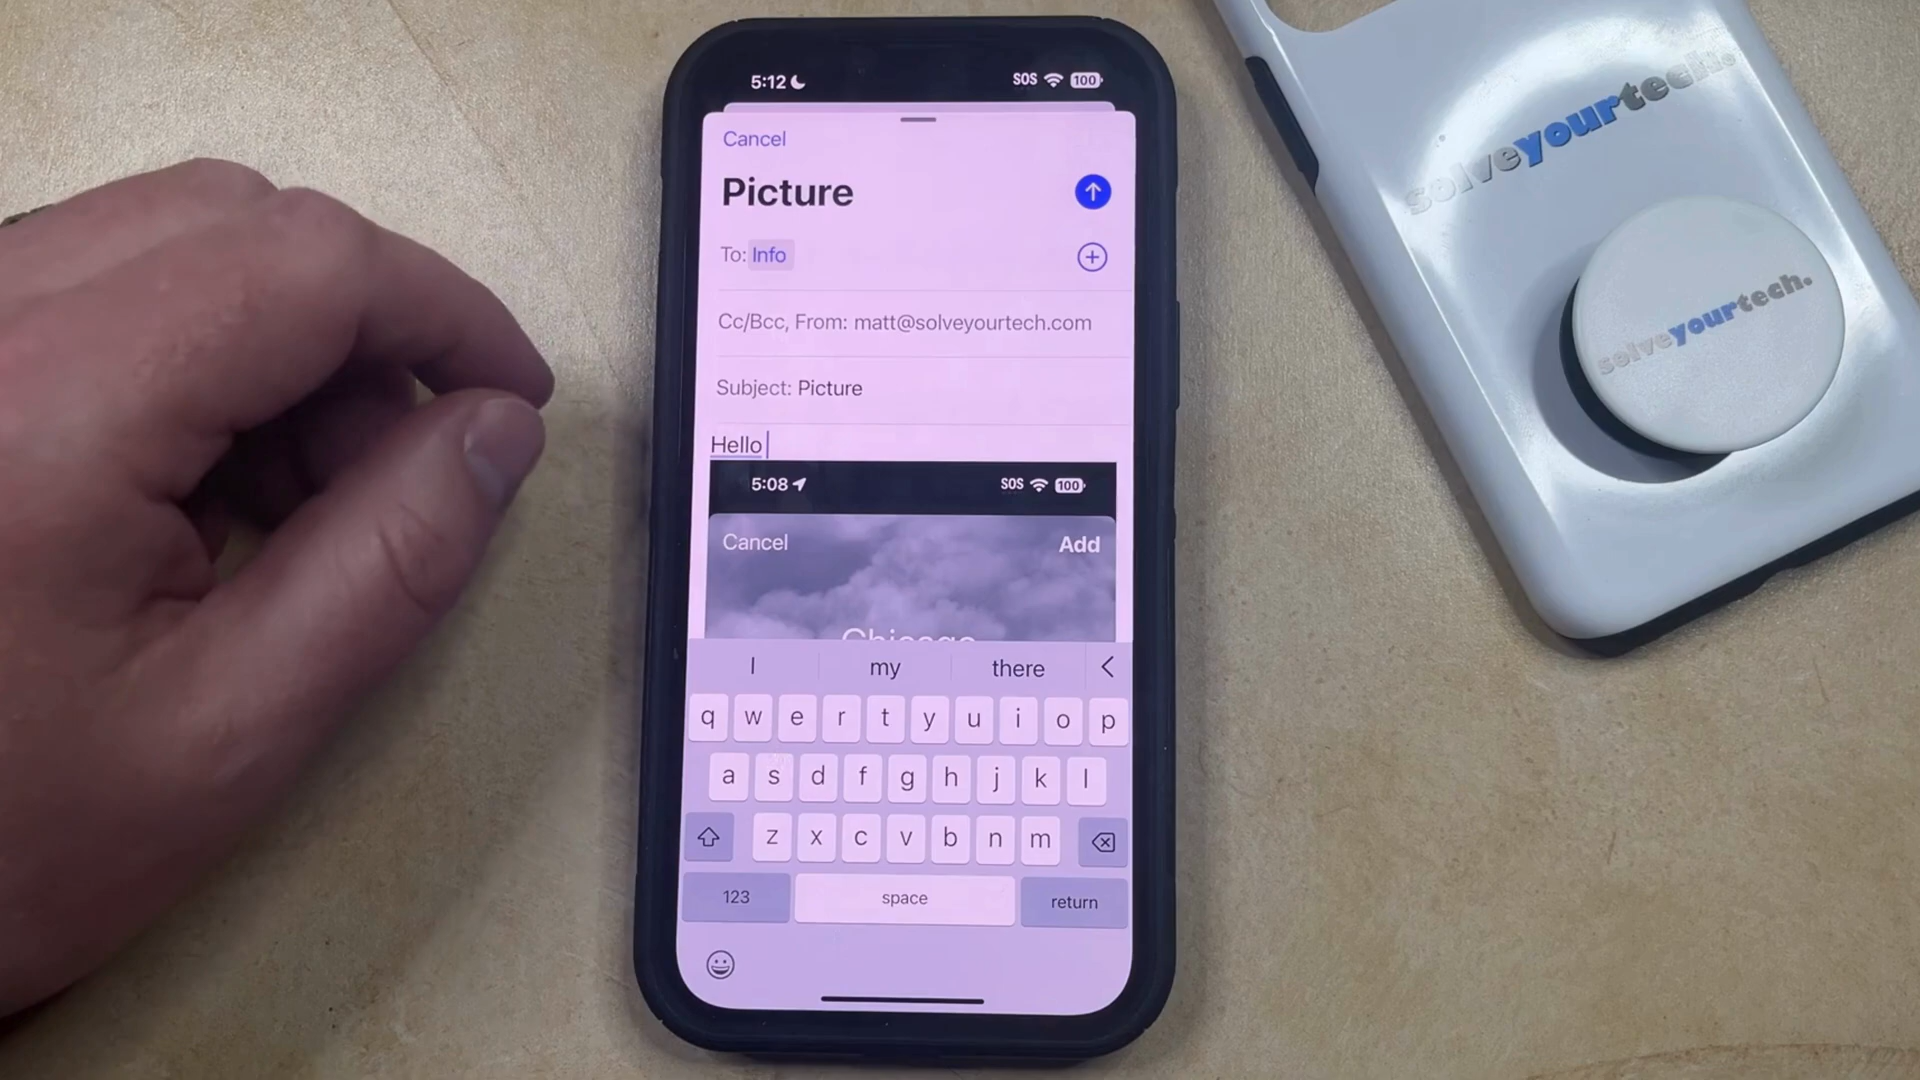 5:12 SOS 100
Cancel
Picture
To: Info
Cc/Bcc, From: matt@solveyourtech.com
Subject: Picture
Hello
5:08 SOS 100
Cancel Add
Chicago
I my there
q w e r t y u i o p
a s d f g h j k l
z x c v b n m
123 space return
solveyourtech.
solveyourtech.